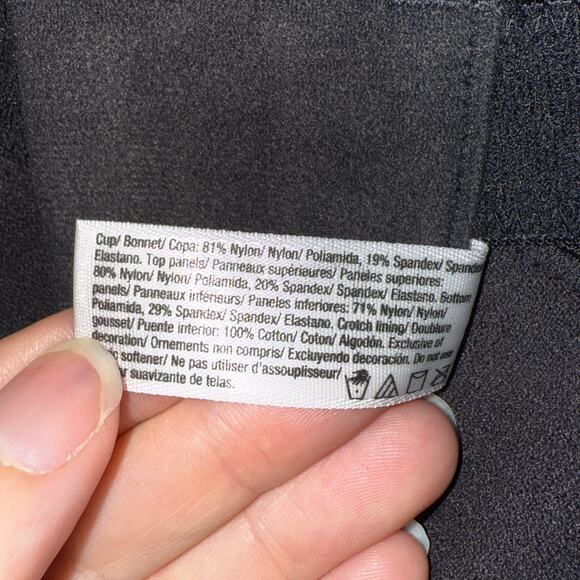 Cup/ Bonnet/ Copa: 81% Nylon/ Nylon/ Poliamida, 19% Spandex/ Spandex/
Elastano. Top panels/ Panneaux supérieures/ Paneles superiores:
80% Nylon/ Nylon/ Poliamida, 20% Spandex/ Spandex/ Elastano. Bottom
panels/ Panneaux inferieurs/ Paneles inferiores: 71% Nylon/ Nylon/
Poliamida, 29% Spandex/ Spandex/ Elastano, Crotch lining/ Doublure
gousset/ Puente interior: 100% Cotton/ Coton/ Algodón. Exclusive of
decoration/ Ornements non compris/ Excluyendo decoración. Do not use
softener/ Ne pas utiliser d'assouplisseur/
suavizante de telas.